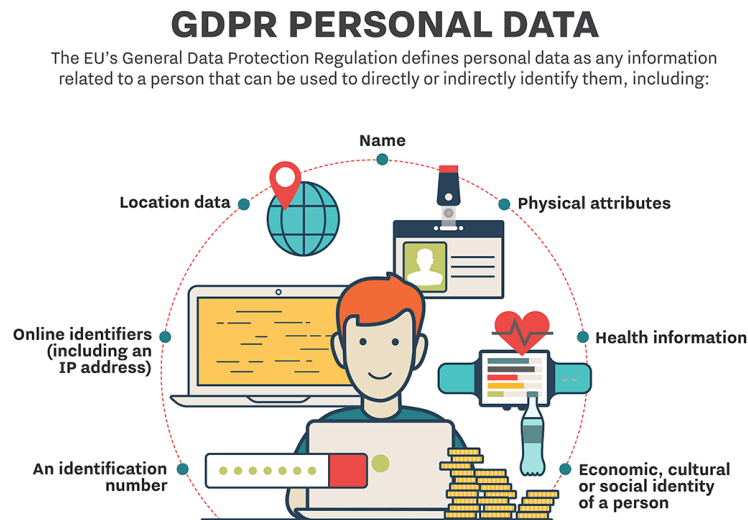 GDPR PERSONAL DATA
The EU's General Data Protection Regulation defines personal data as any information
related to a person that can be used to directly or indirectly identify them, including:
Name
Location data
Physical attributes
Online identifiers
(including an
IP address)
Health information
An identification
number
Economic, cultural
or social identity
of a person